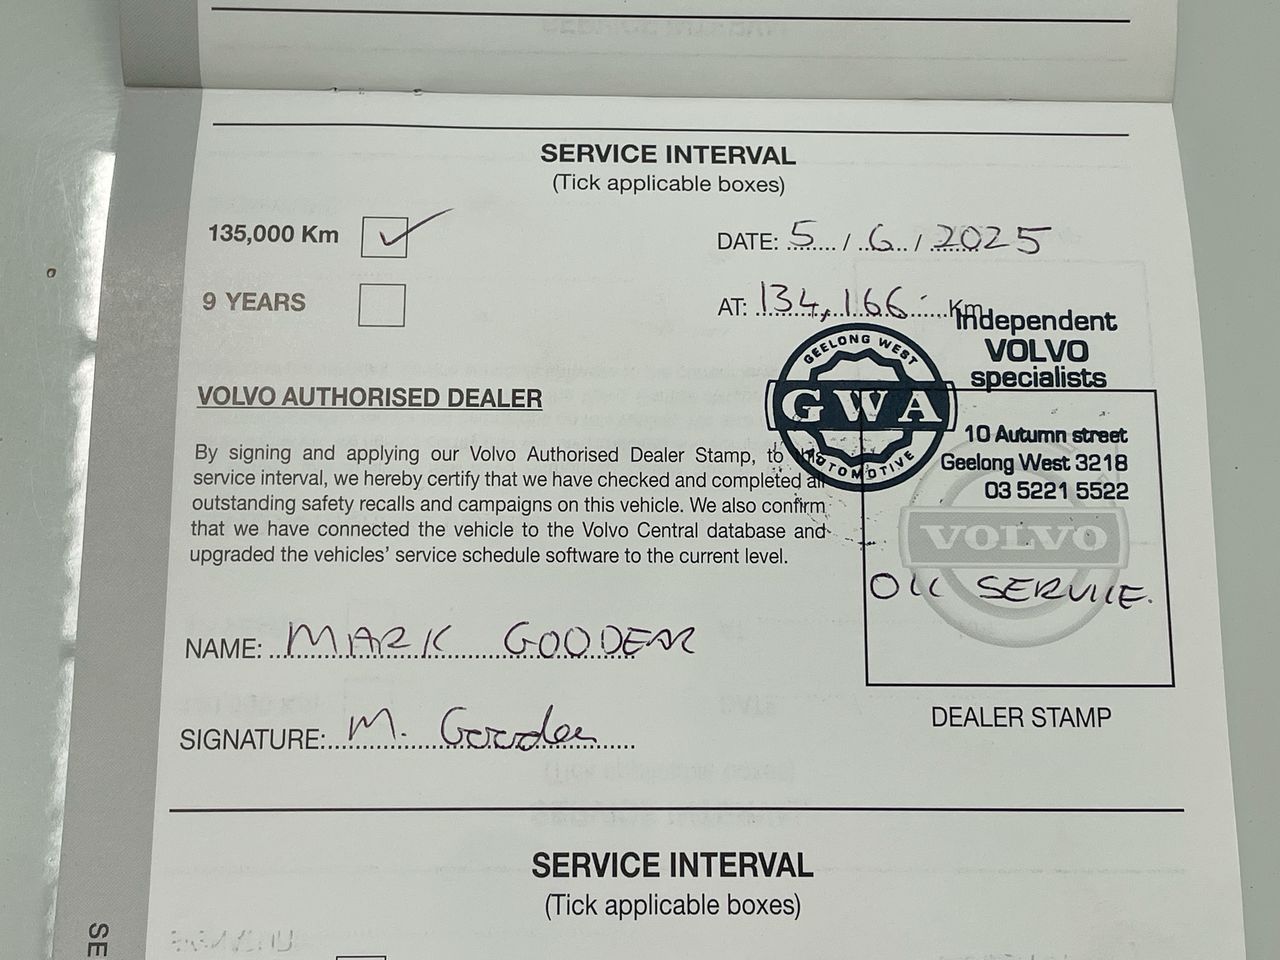 SERVICE INTERVAL
(Tick applicable boxes)
135,000 Km
DATE: 5 / 6 / 2025
9 YEARS
AT: 134,166 Km
Independent
VOLVO
specialists
GEELONG WEST
GWA
AUTOMOTIVE
10 Autumn street
Geelong West 3218
03 5221 5522
VOLVO AUTHORISED DEALER
By signing and applying our Volvo Authorised Dealer Stamp, to this
service interval, we hereby certify that we have checked and completed all
outstanding safety recalls and campaigns on this vehicle. We also confirm
that we have connected the vehicle to the Volvo Central database and
upgraded the vehicles' service schedule software to the current level.
VOLVO
OIL SERVICE.
NAME: MARK GOODEAR
SIGNATURE: M. Goodea
DEALER STAMP
SERVICE INTERVAL
(Tick applicable boxes)
SE